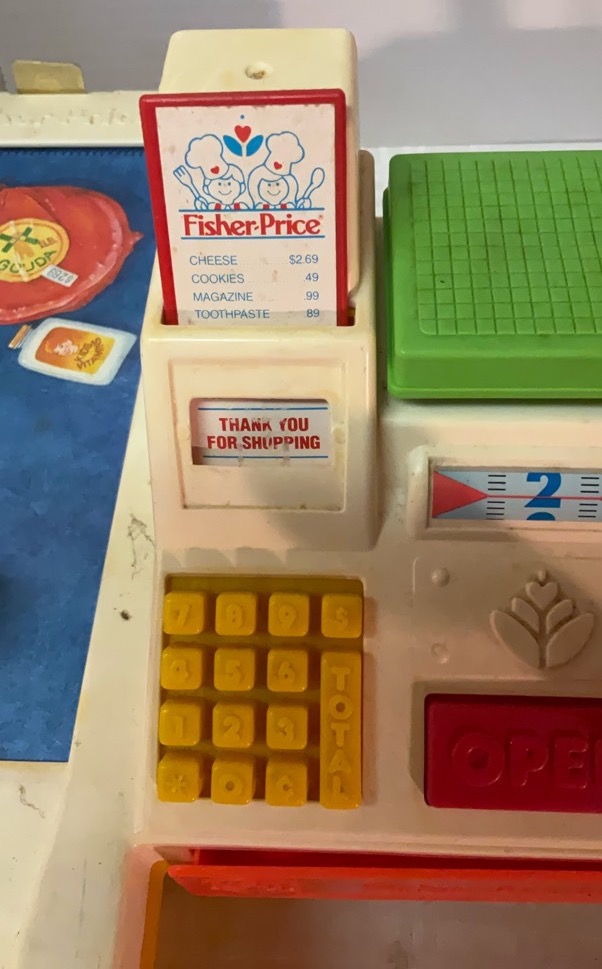 Fisher-Price
CHEESE $2.69
COOKIES 49
MAGAZINE .99
TOOTHPASTE 89
GOUDA
THANK YOU
FOR SHOPPING
2
7 8 9 $
4 5 6
1 2 3
* 0 C
TOTAL
OPE